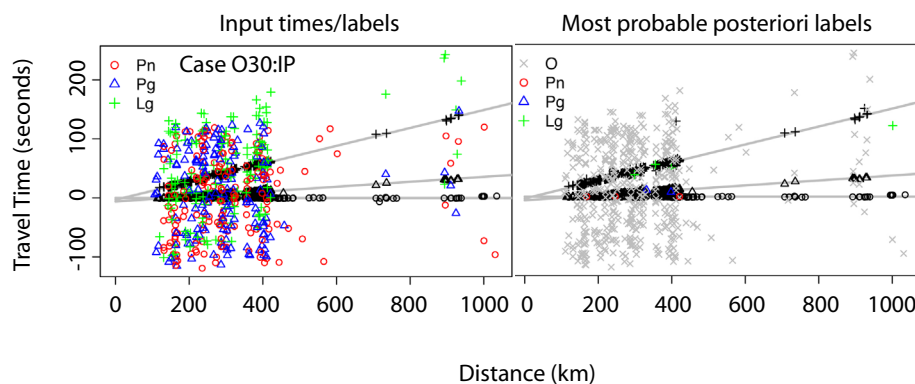 Input times/labels
Most probable posteriori labels
Travel Time (seconds)
200
100
0
-100
Pn
Pg
Lg
Case O30:IP
O
Pn
Pg
Lg
0 200 400 600 800 1000
0 200 400 600 800 1000
Distance (km)